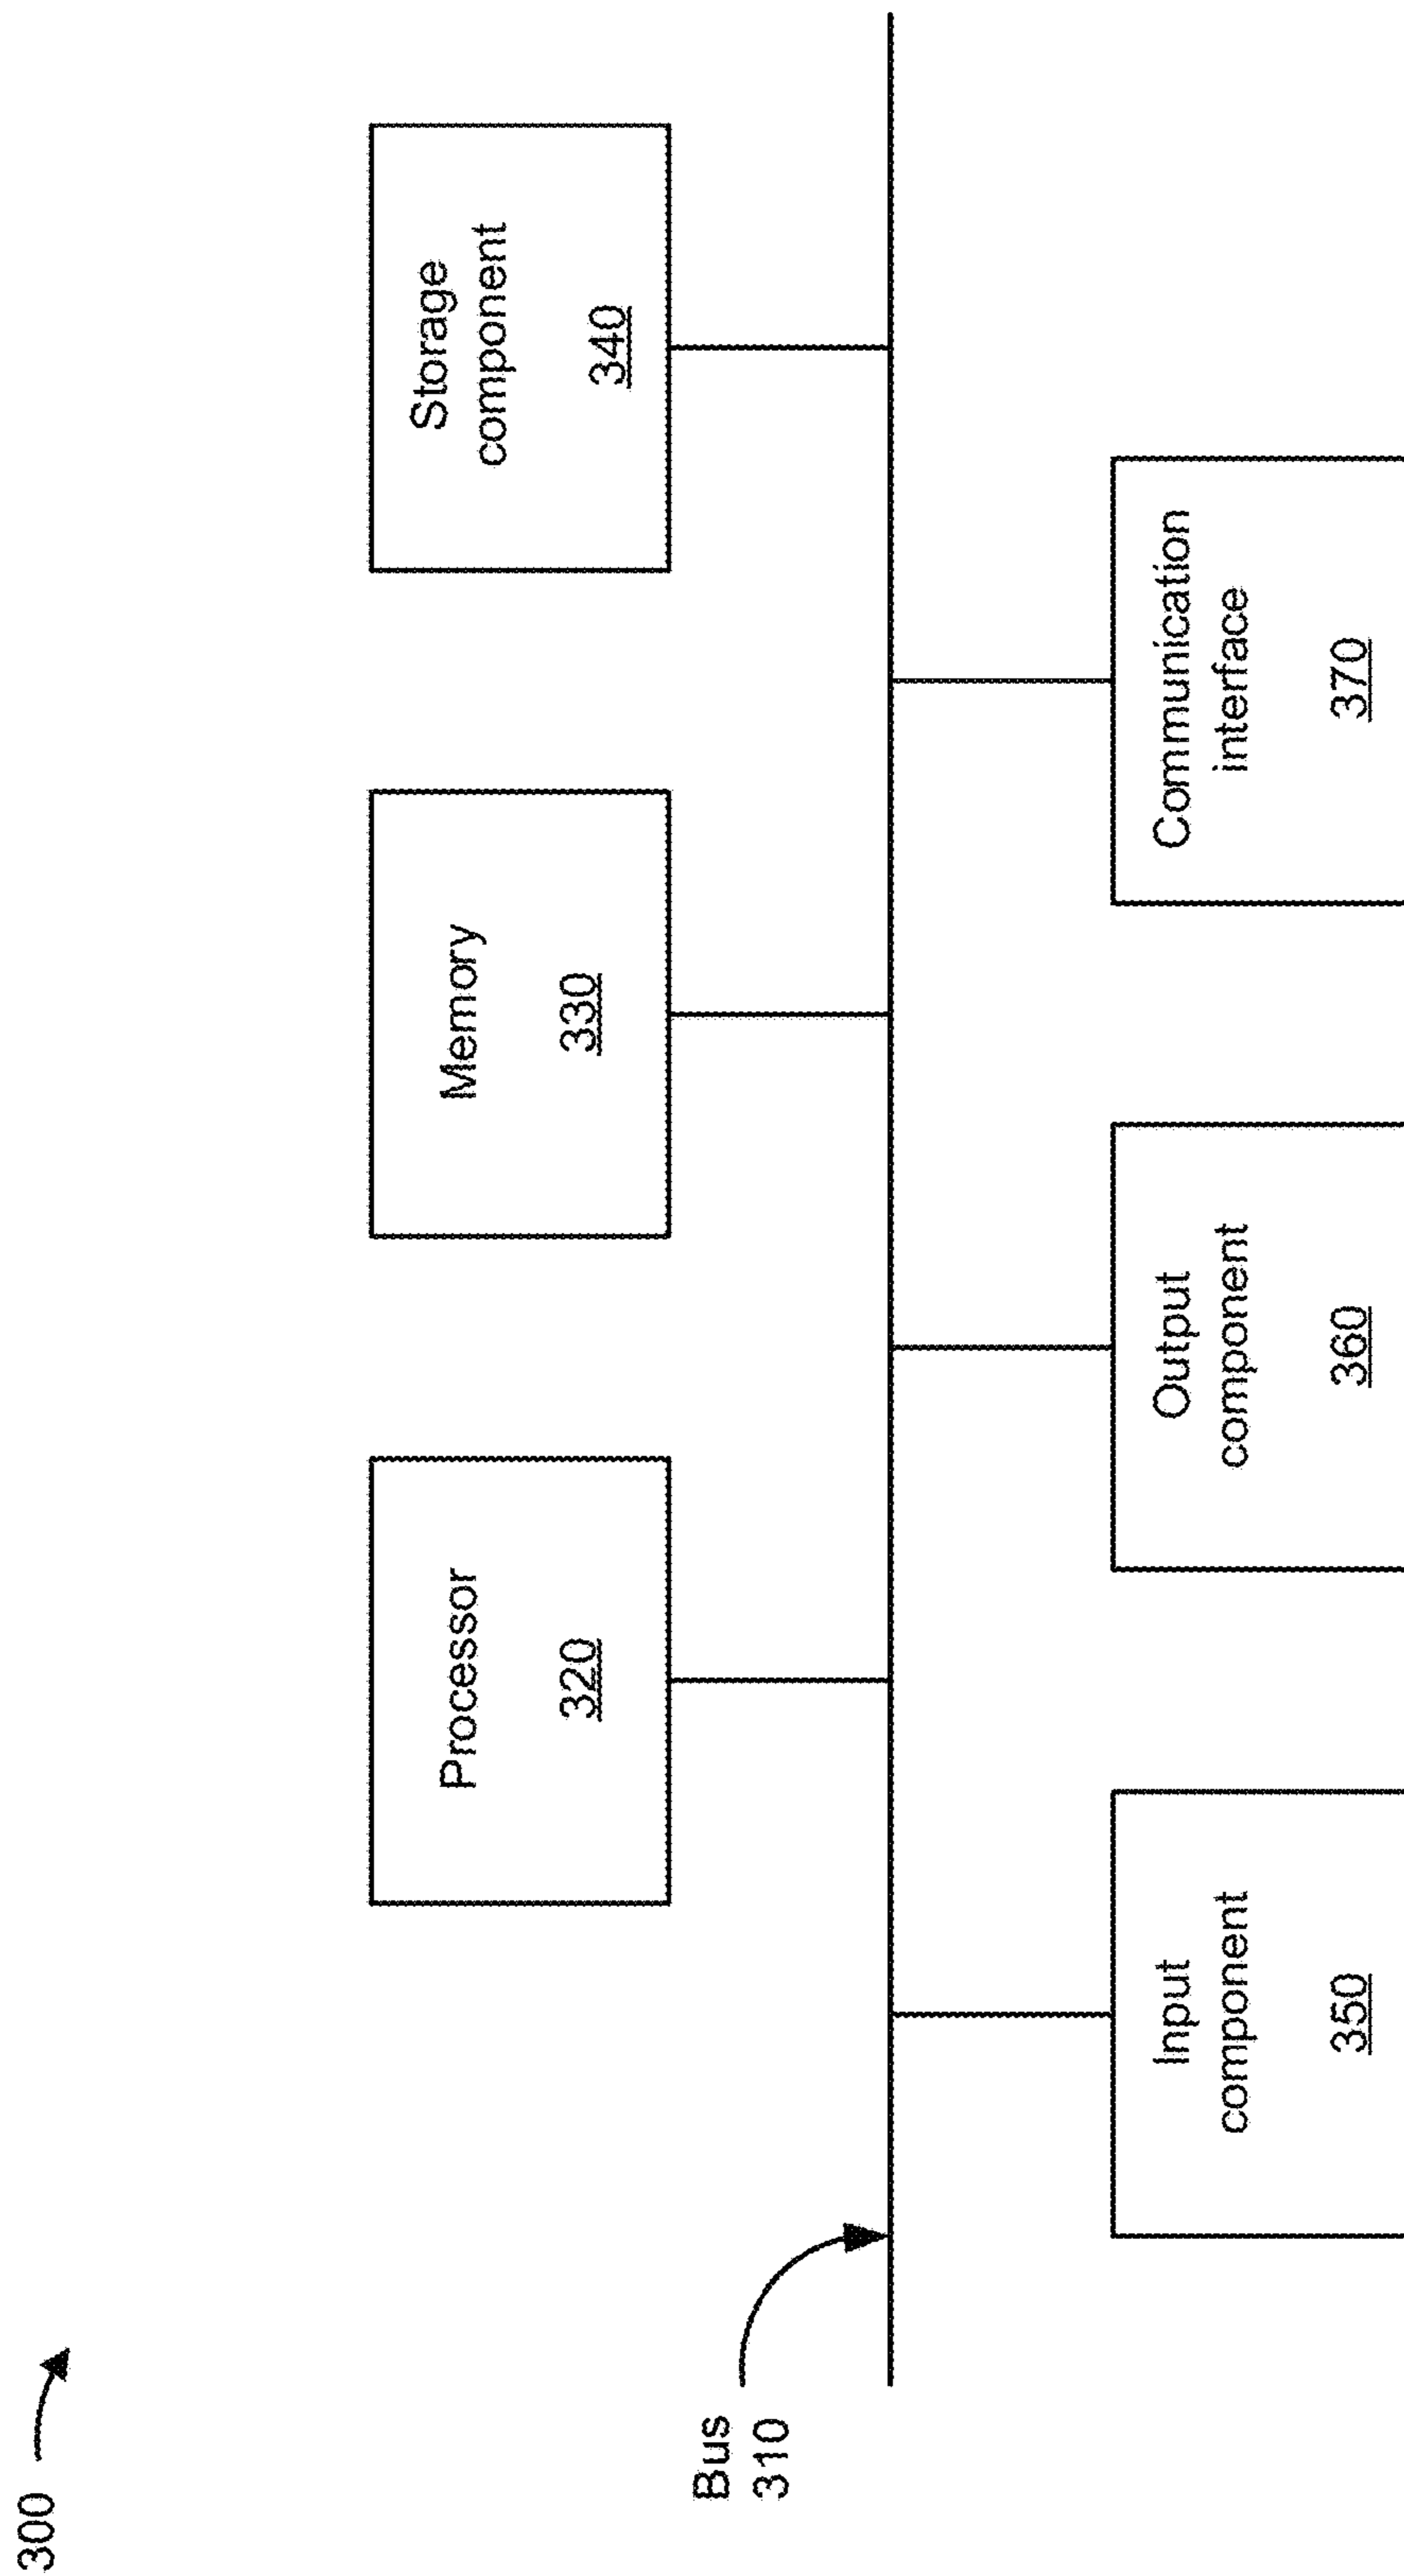 300
Processor
320
Memory
330
Storage
component
340
Bus
310
Input
component
350
Output
component
360
Communication
interface
370